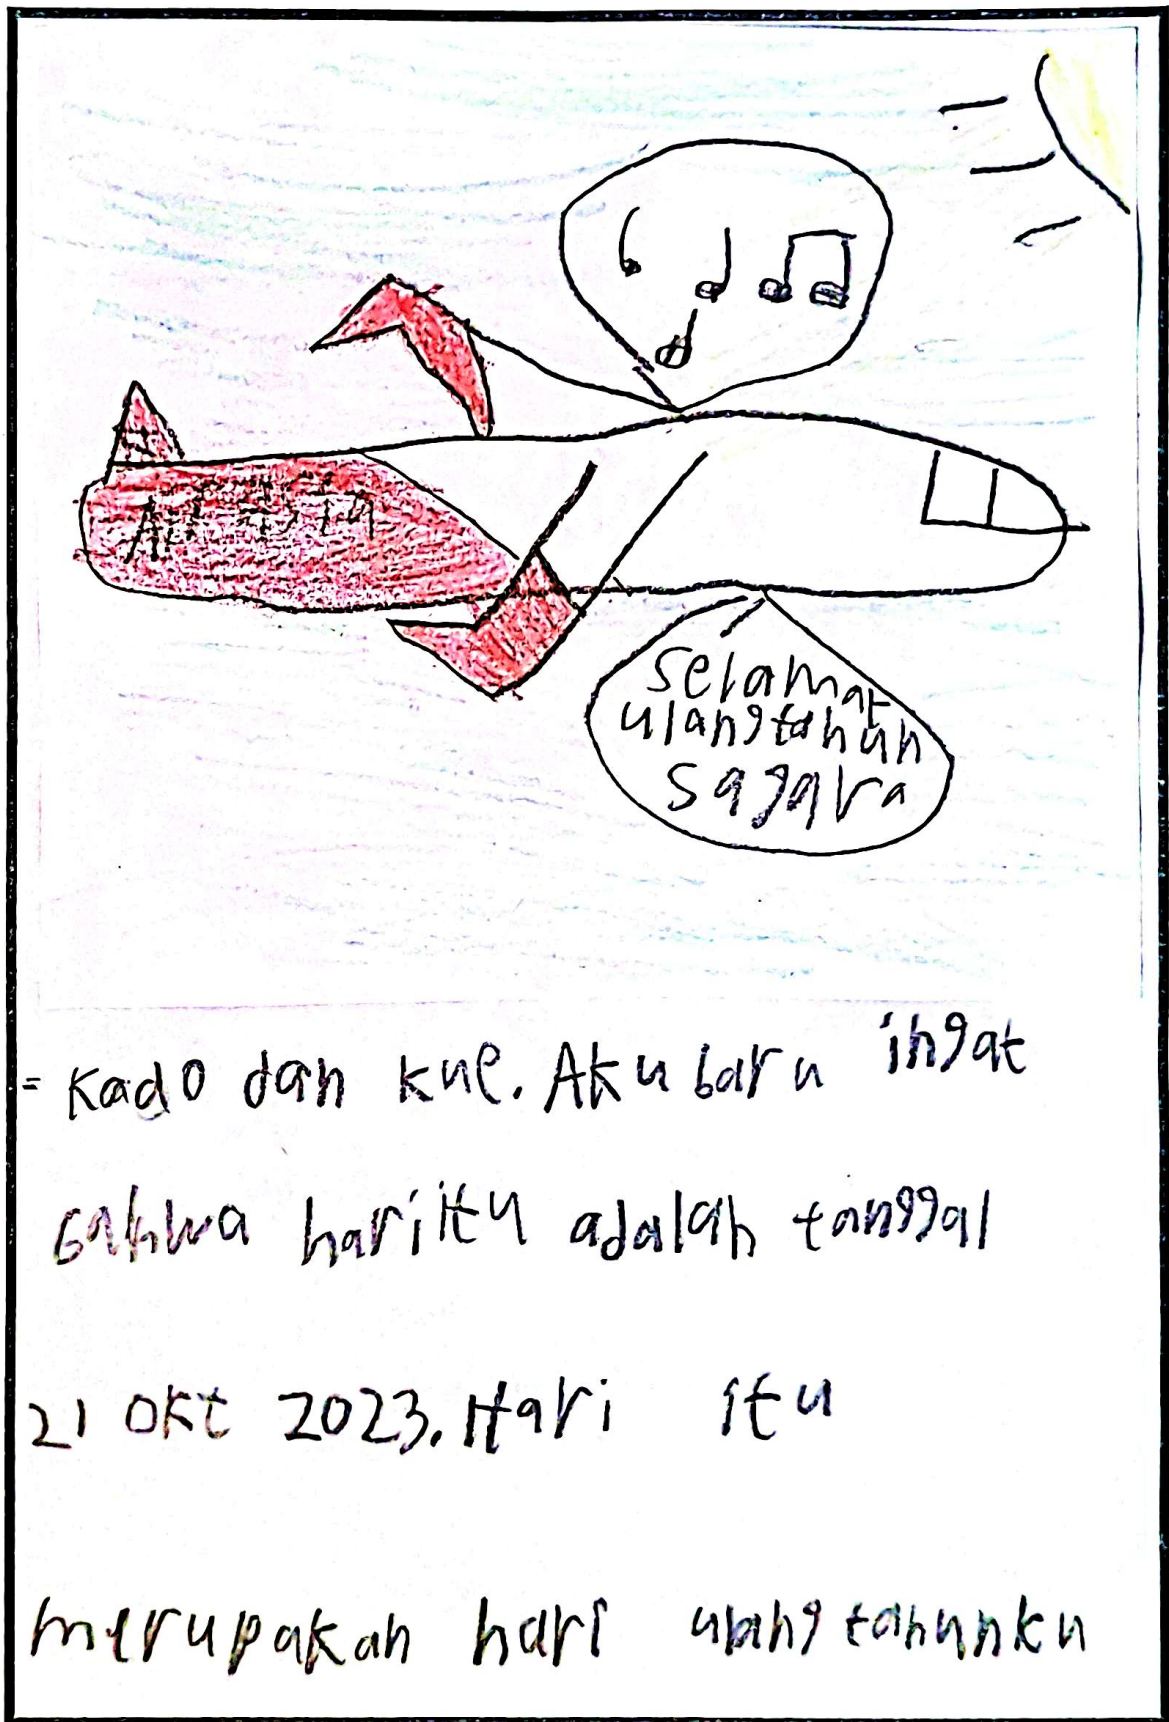 selamat
ulangtahun
sagara
= kado dan kue. Aku baru ingat
bahwa hari itu adalah tanggal
21 okt 2023. Hari itu
merupakan hari ulang tahunku